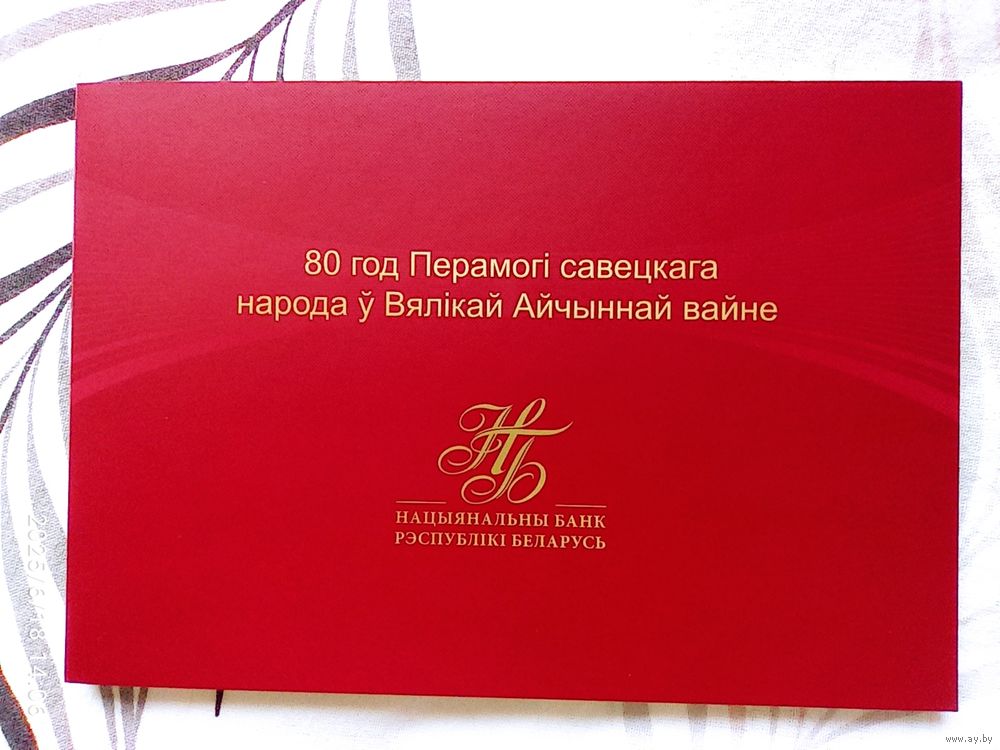 80 год Перамогі савецкага
народа ў Вялікай Айчыннай вайне
НБ
НАЦЫЯНАЛЬНЫ БАНК
РЭСПУБЛІКІ БЕЛАРУСЬ
www.ay.by